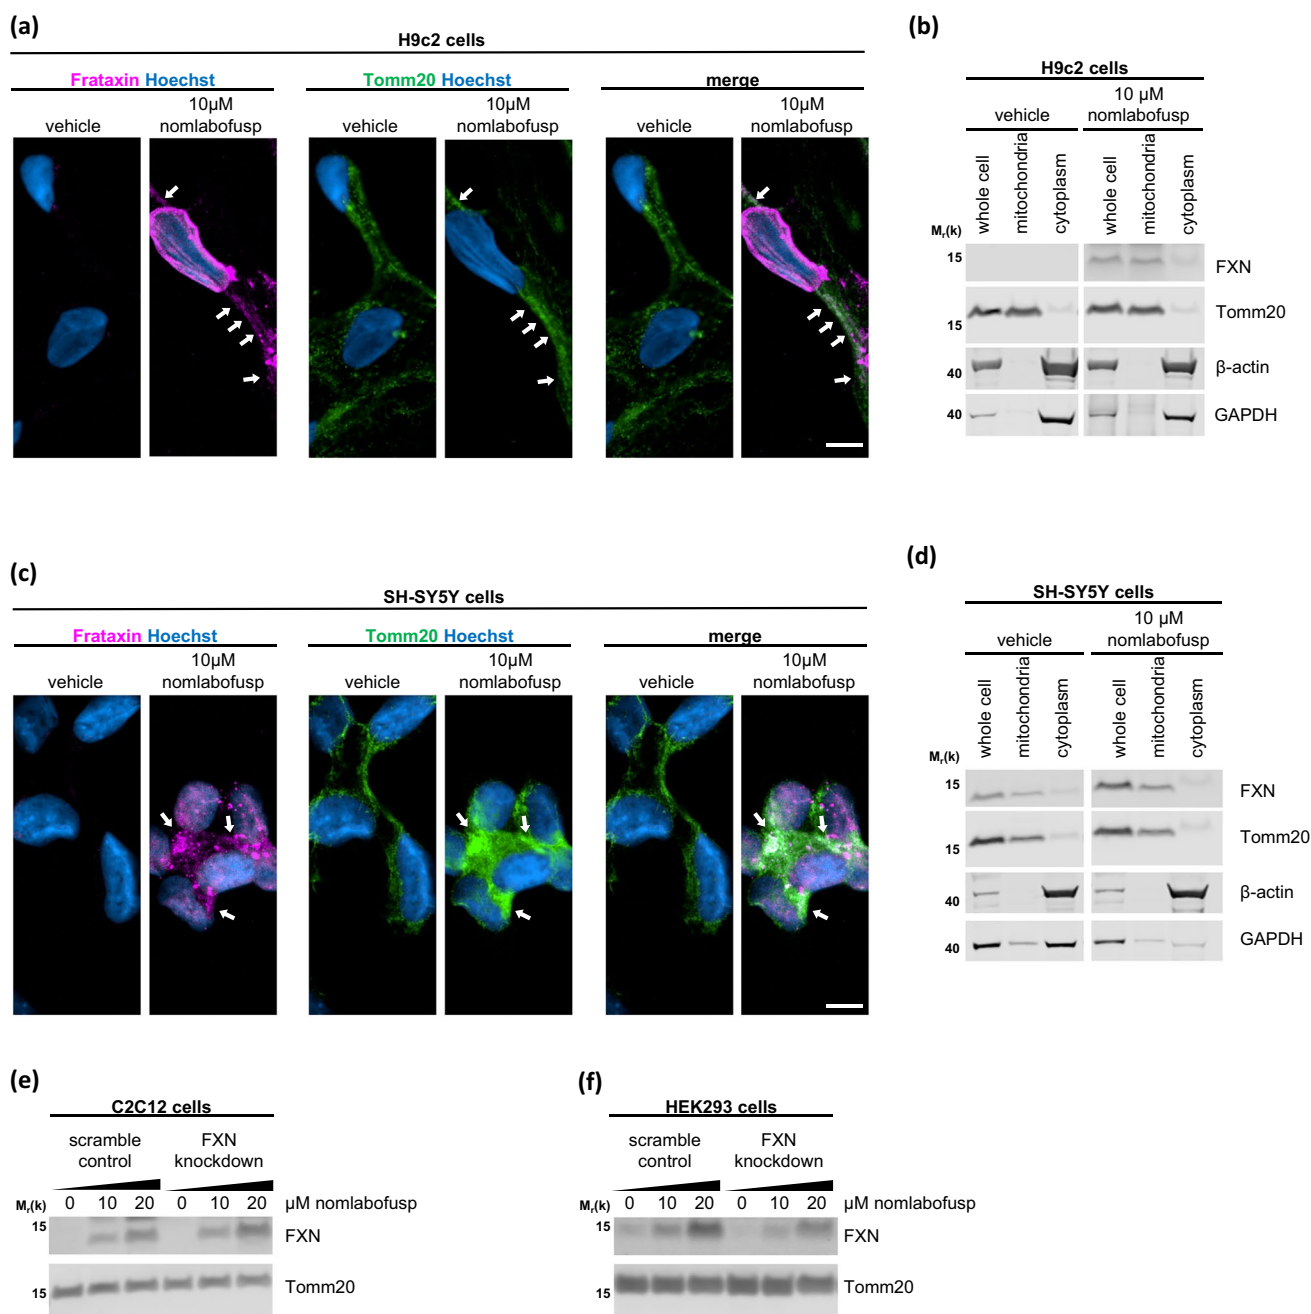 (a)
H9c2 cells
Frataxin Hoechst
Tomm20 Hoechst
merge
vehicle
10µM
nomlabofusp
vehicle
10µM
nomlabofusp
vehicle
10µM
nomlabofusp
(b)
H9c2 cells
vehicle
10 µM
nomlabofusp
whole cell
mitochondria
cytoplasm
whole cell
mitochondria
cytoplasm
Mr(k)
15
FXN
Tomm20
15
β-actin
40
40
GAPDH
(c)
SH-SY5Y cells
Frataxin Hoechst
Tomm20 Hoechst
merge
vehicle
10µM
nomlabofusp
vehicle
10µM
nomlabofusp
vehicle
10µM
nomlabofusp
(d)
SH-SY5Y cells
vehicle
10 µM
nomlabofusp
whole cell
mitochondria
cytoplasm
whole cell
mitochondria
cytoplasm
Mr(k)
15
FXN
Tomm20
15
β-actin
40
GAPDH
40
(e)
C2C12 cells
scramble
control
FXN
knockdown
Mr(k) 0 10 20 0 10 20 µM nomlabofusp
15
FXN
Tomm20
15
(f)
HEK293 cells
scramble
control
FXN
knockdown
Mr(k) 0 10 20 0 10 20 µM nomlabofusp
15
FXN
Tomm20
15